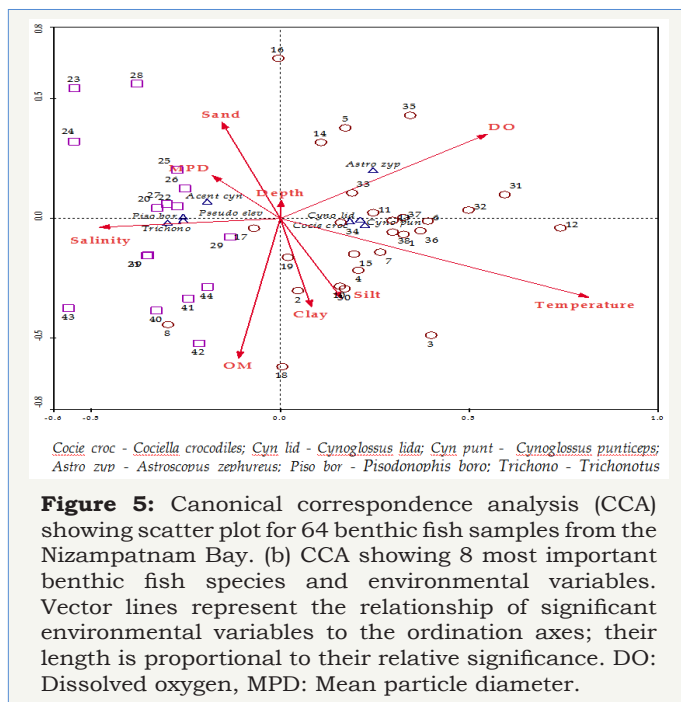 0.8
16
23
28
35
0.5
Sand
5
DO
24
14
25
Astro zyp
MPD
26
33
31
Depth
27
20
22
Acent cyn
11
37
32
0.0
Piso bor
Pseudo elev
Cyno lid
6
12
Trichono
Cocie croc
Cyno pun
Salinity
17
34
1
36
29
38
19
15
7
4
44
2
Silt
Temperature
43
40
41
Clay
8
42
3
OM
18
-0.5
-0.8
-0.6
-0.5
0.0
0.5
1.0
Cocie croc - Cociella crocodiles; Cyn lid - Cynoglossus lida; Cyn punt - Cynoglossus punticeps;
Astro zyp - Astroscopus zephyreus; Piso bor - Pisodonophis boro; Trichono - Trichonotus
Figure 5: Canonical correspondence analysis (CCA)
showing scatter plot for 64 benthic fish samples from the
Nizampatnam Bay. (b) CCA showing 8 most important
benthic fish species and environmental variables.
Vector lines represent the relationship of significant
environmental variables to the ordination axes; their
length is proportional to their relative significance. DO:
Dissolved oxygen, MPD: Mean particle diameter.